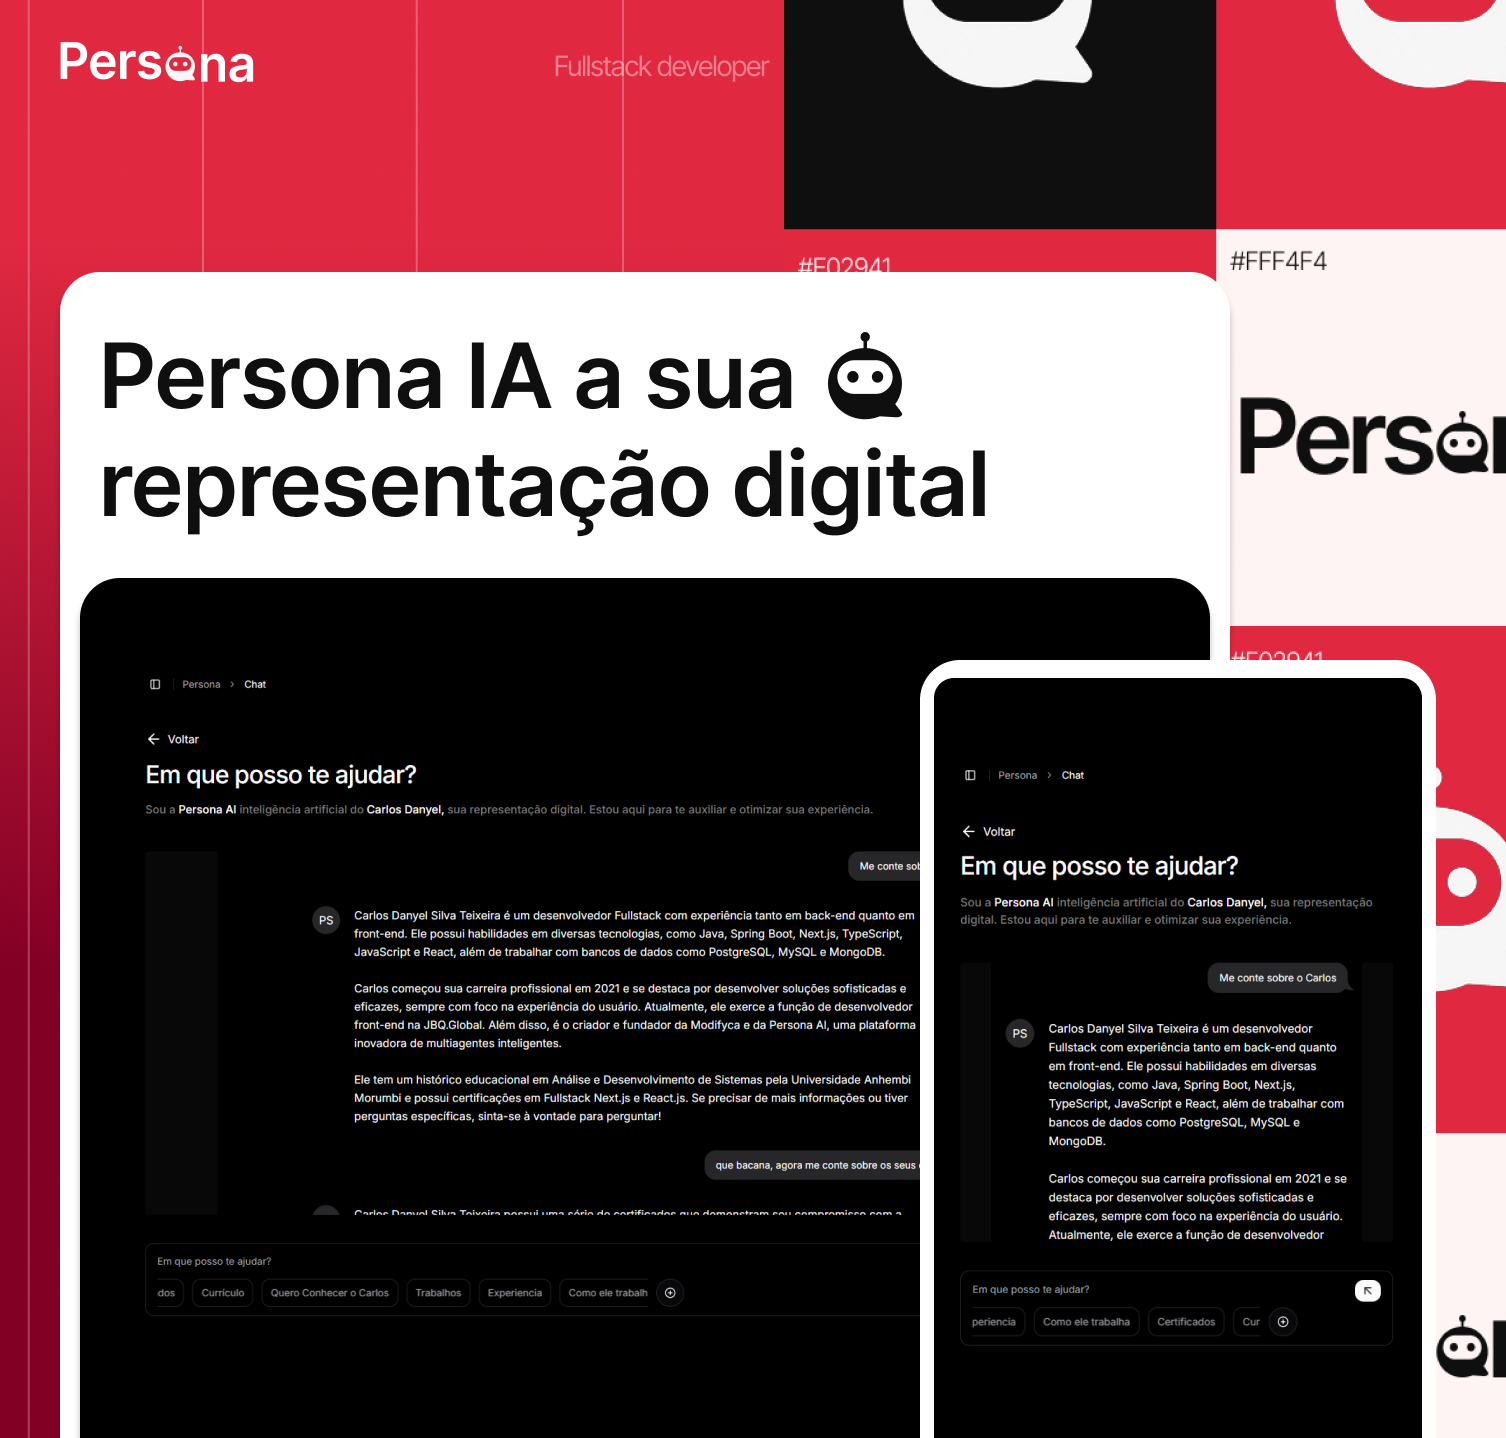 Persona
Fullstack developer
#E02941
#FFF4F4
Persona IA a sua
representação digital
Person
#E02941
Persona > Chat
Voltar
Em que posso te ajudar?
Sou a Persona AI inteligência artificial do Carlos Danyel, sua representação digital. Estou aqui para te auxiliar e otimizar sua experiência.
Me conte sob
PS
Carlos Danyel Silva Teixeira é um desenvolvedor Fullstack com experiência tanto em back-end quanto em
front-end. Ele possui habilidades em diversas tecnologias, como Java, Spring Boot, Next.js, TypeScript,
JavaScript e React, além de trabalhar com bancos de dados como PostgreSQL, MySQL e MongoDB.
Carlos começou sua carreira profissional em 2021 e se destaca por desenvolver soluções sofisticadas e
eficazes, sempre com foco na experiência do usuário. Atualmente, ele exerce a função de desenvolvedor
front-end na JBQ.Global. Além disso, é o criador e fundador da Modifyca e da Persona AI, uma plataforma
inovadora de multiagentes inteligentes.
Ele tem um histórico educacional em Análise e Desenvolvimento de Sistemas pela Universidade Anhembi
Morumbi e possui certificações em Fullstack Next.js e React.js. Se precisar de mais informações ou tiver
perguntas específicas, sinta-se à vontade para perguntar!
que bacana, agora me conte sobre os seus
Carlos Danyel Silva Teixeira possui uma série de certificados que demonstram seu compromisso com a
Em que posso te ajudar?
dos
Currículo
Quero Conhecer o Carlos
Trabalhos
Experiencia
Como ele trabalh
Persona > Chat
Voltar
Em que posso te ajudar?
Sou a Persona AI inteligência artificial do Carlos Danyel, sua representação
digital. Estou aqui para te auxiliar e otimizar sua experiência.
Me conte sobre o Carlos
PS
Carlos Danyel Silva Teixeira é um desenvolvedor
Fullstack com experiência tanto em back-end quanto
em front-end. Ele possui habilidades em diversas
tecnologias, como Java, Spring Boot, Next.js,
TypeScript, JavaScript e React, além de trabalhar com
bancos de dados como PostgreSQL, MySQL e
MongoDB.
Carlos começou sua carreira profissional em 2021 e se
destaca por desenvolver soluções sofisticadas e
eficazes, sempre com foco na experiência do usuário.
Atualmente, ele exerce a função de desenvolvedor
Em que posso te ajudar?
periencia
Como ele trabalha
Certificados
Cur